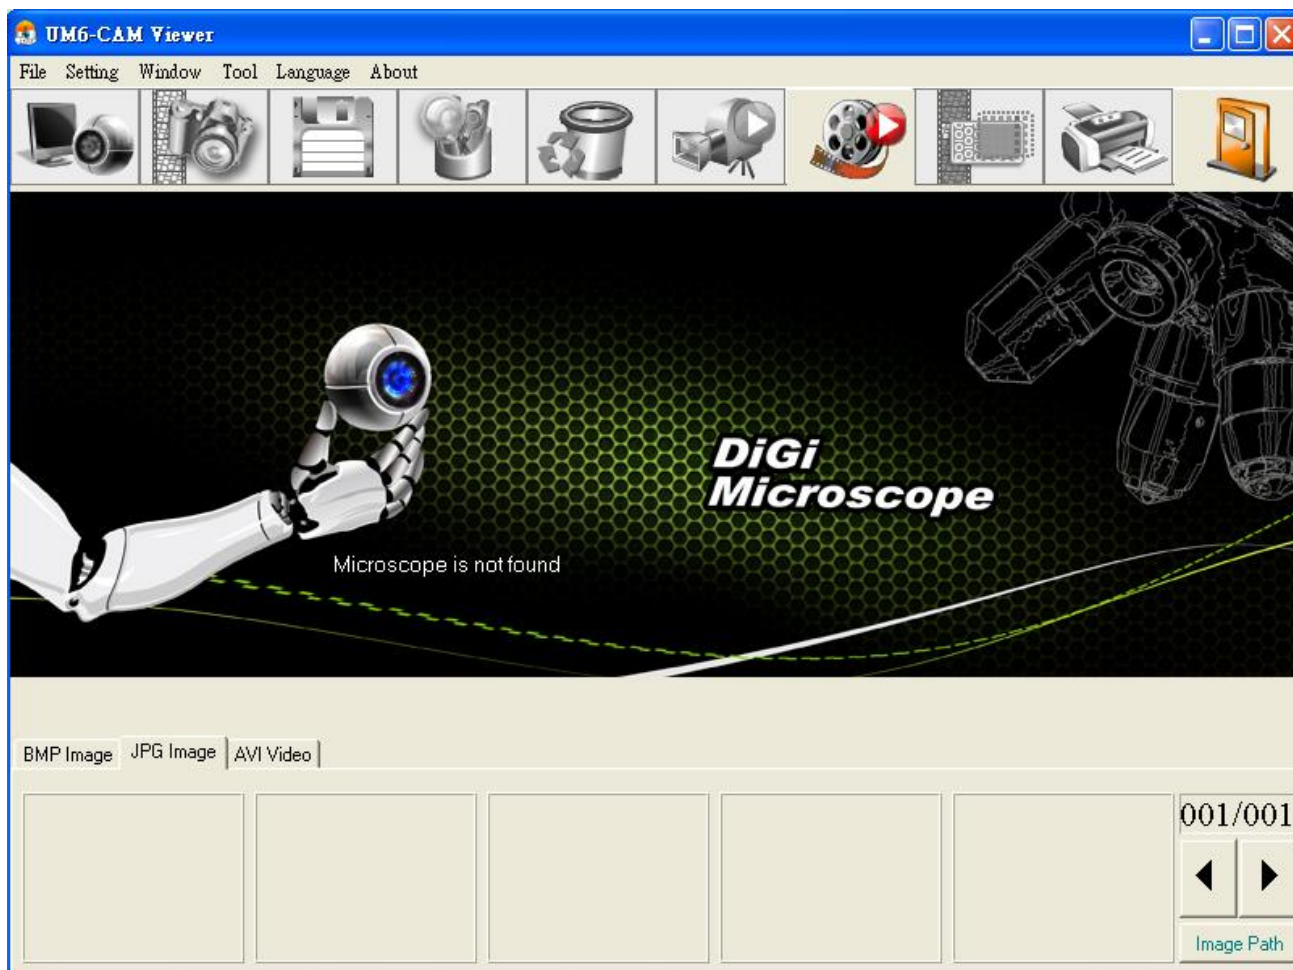 UM6-CAM Viewer
File Setting Window Tool Language About
DiGi
Microscope
Microscope is not found
BMP Image JPG Image AVI Video
001/001
Image Path